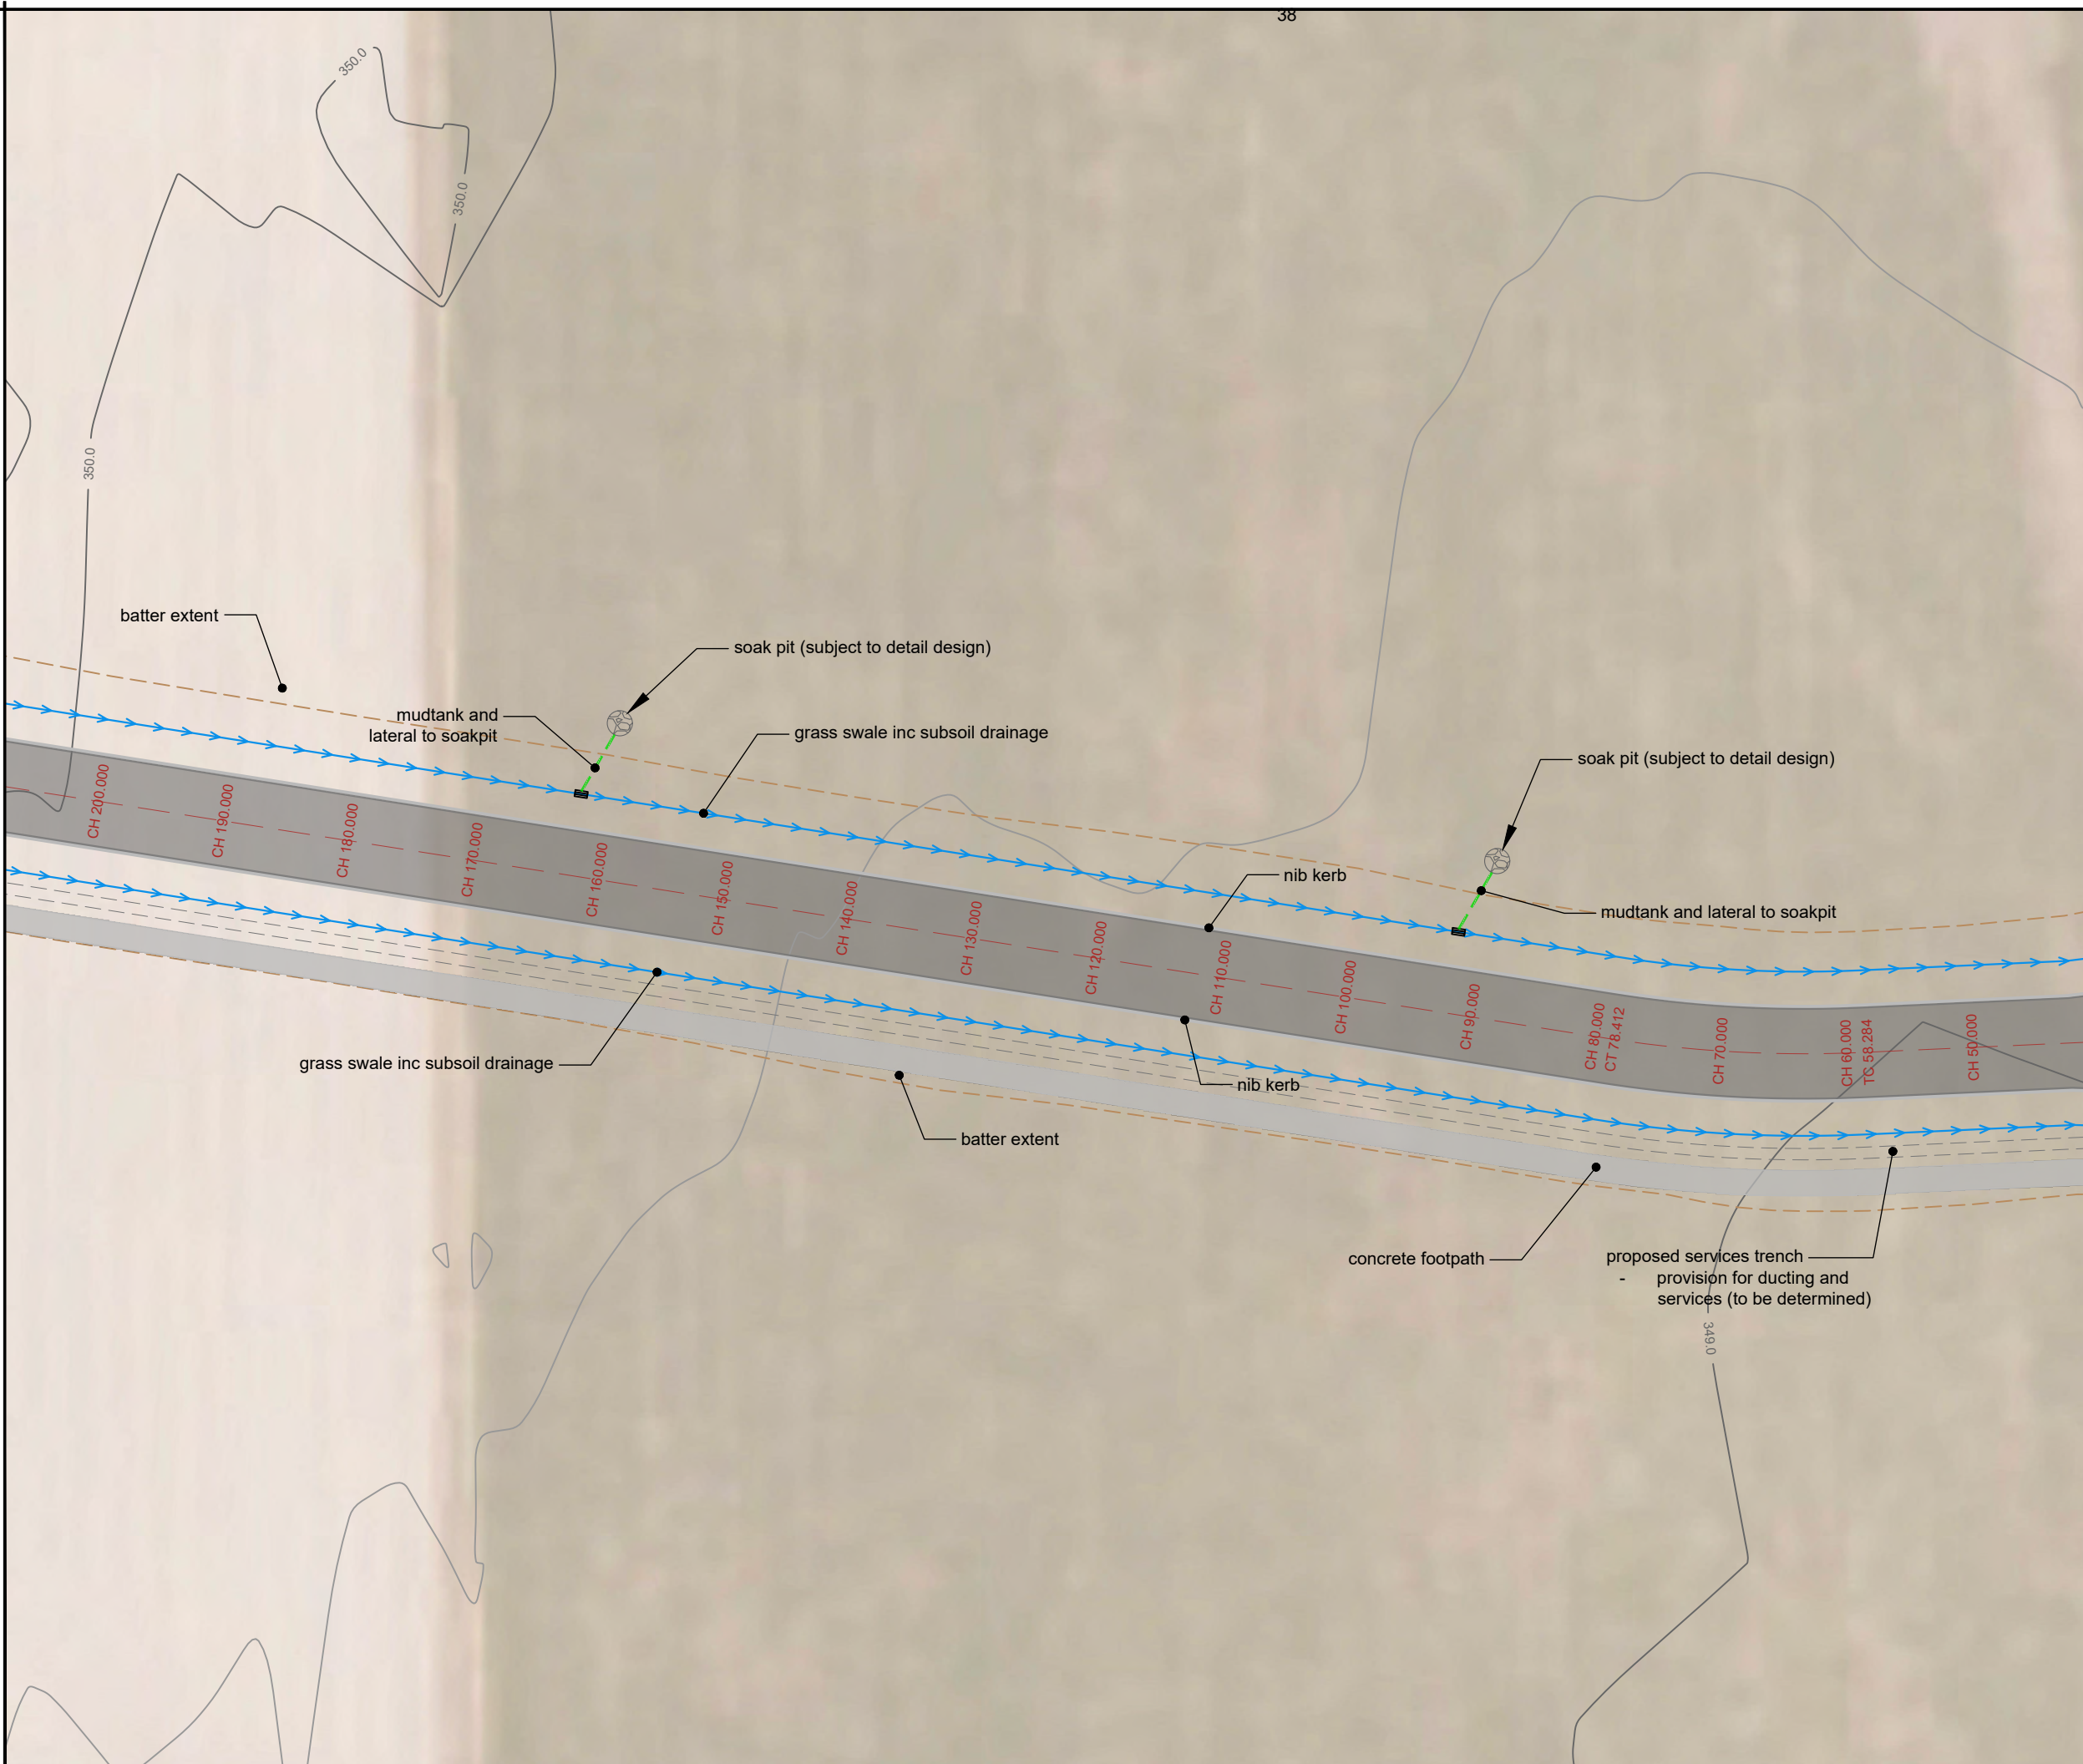 38
350.0
350.0
350.0
batter extent
soak pit (subject to detail design)
mudtank and
lateral to soakpit
grass swale inc subsoil drainage
soak pit (subject to detail design)
nib kerb
mudtank and lateral to soakpit
CH 200.000
CH 190.000
CH 180.000
CH 170.000
CH 160.000
CH 150.000
CH 140.000
CH 130.000
CH 120.000
CH 110.000
CH 100.000
CH 90.000
CH 80.000
CT 78.412
CH 70.000
CH 60.000
TC 58.284
CH 50.000
grass swale inc subsoil drainage
nib kerb
batter extent
concrete footpath
proposed services trench
- provision for ducting and
services (to be determined)
349.0